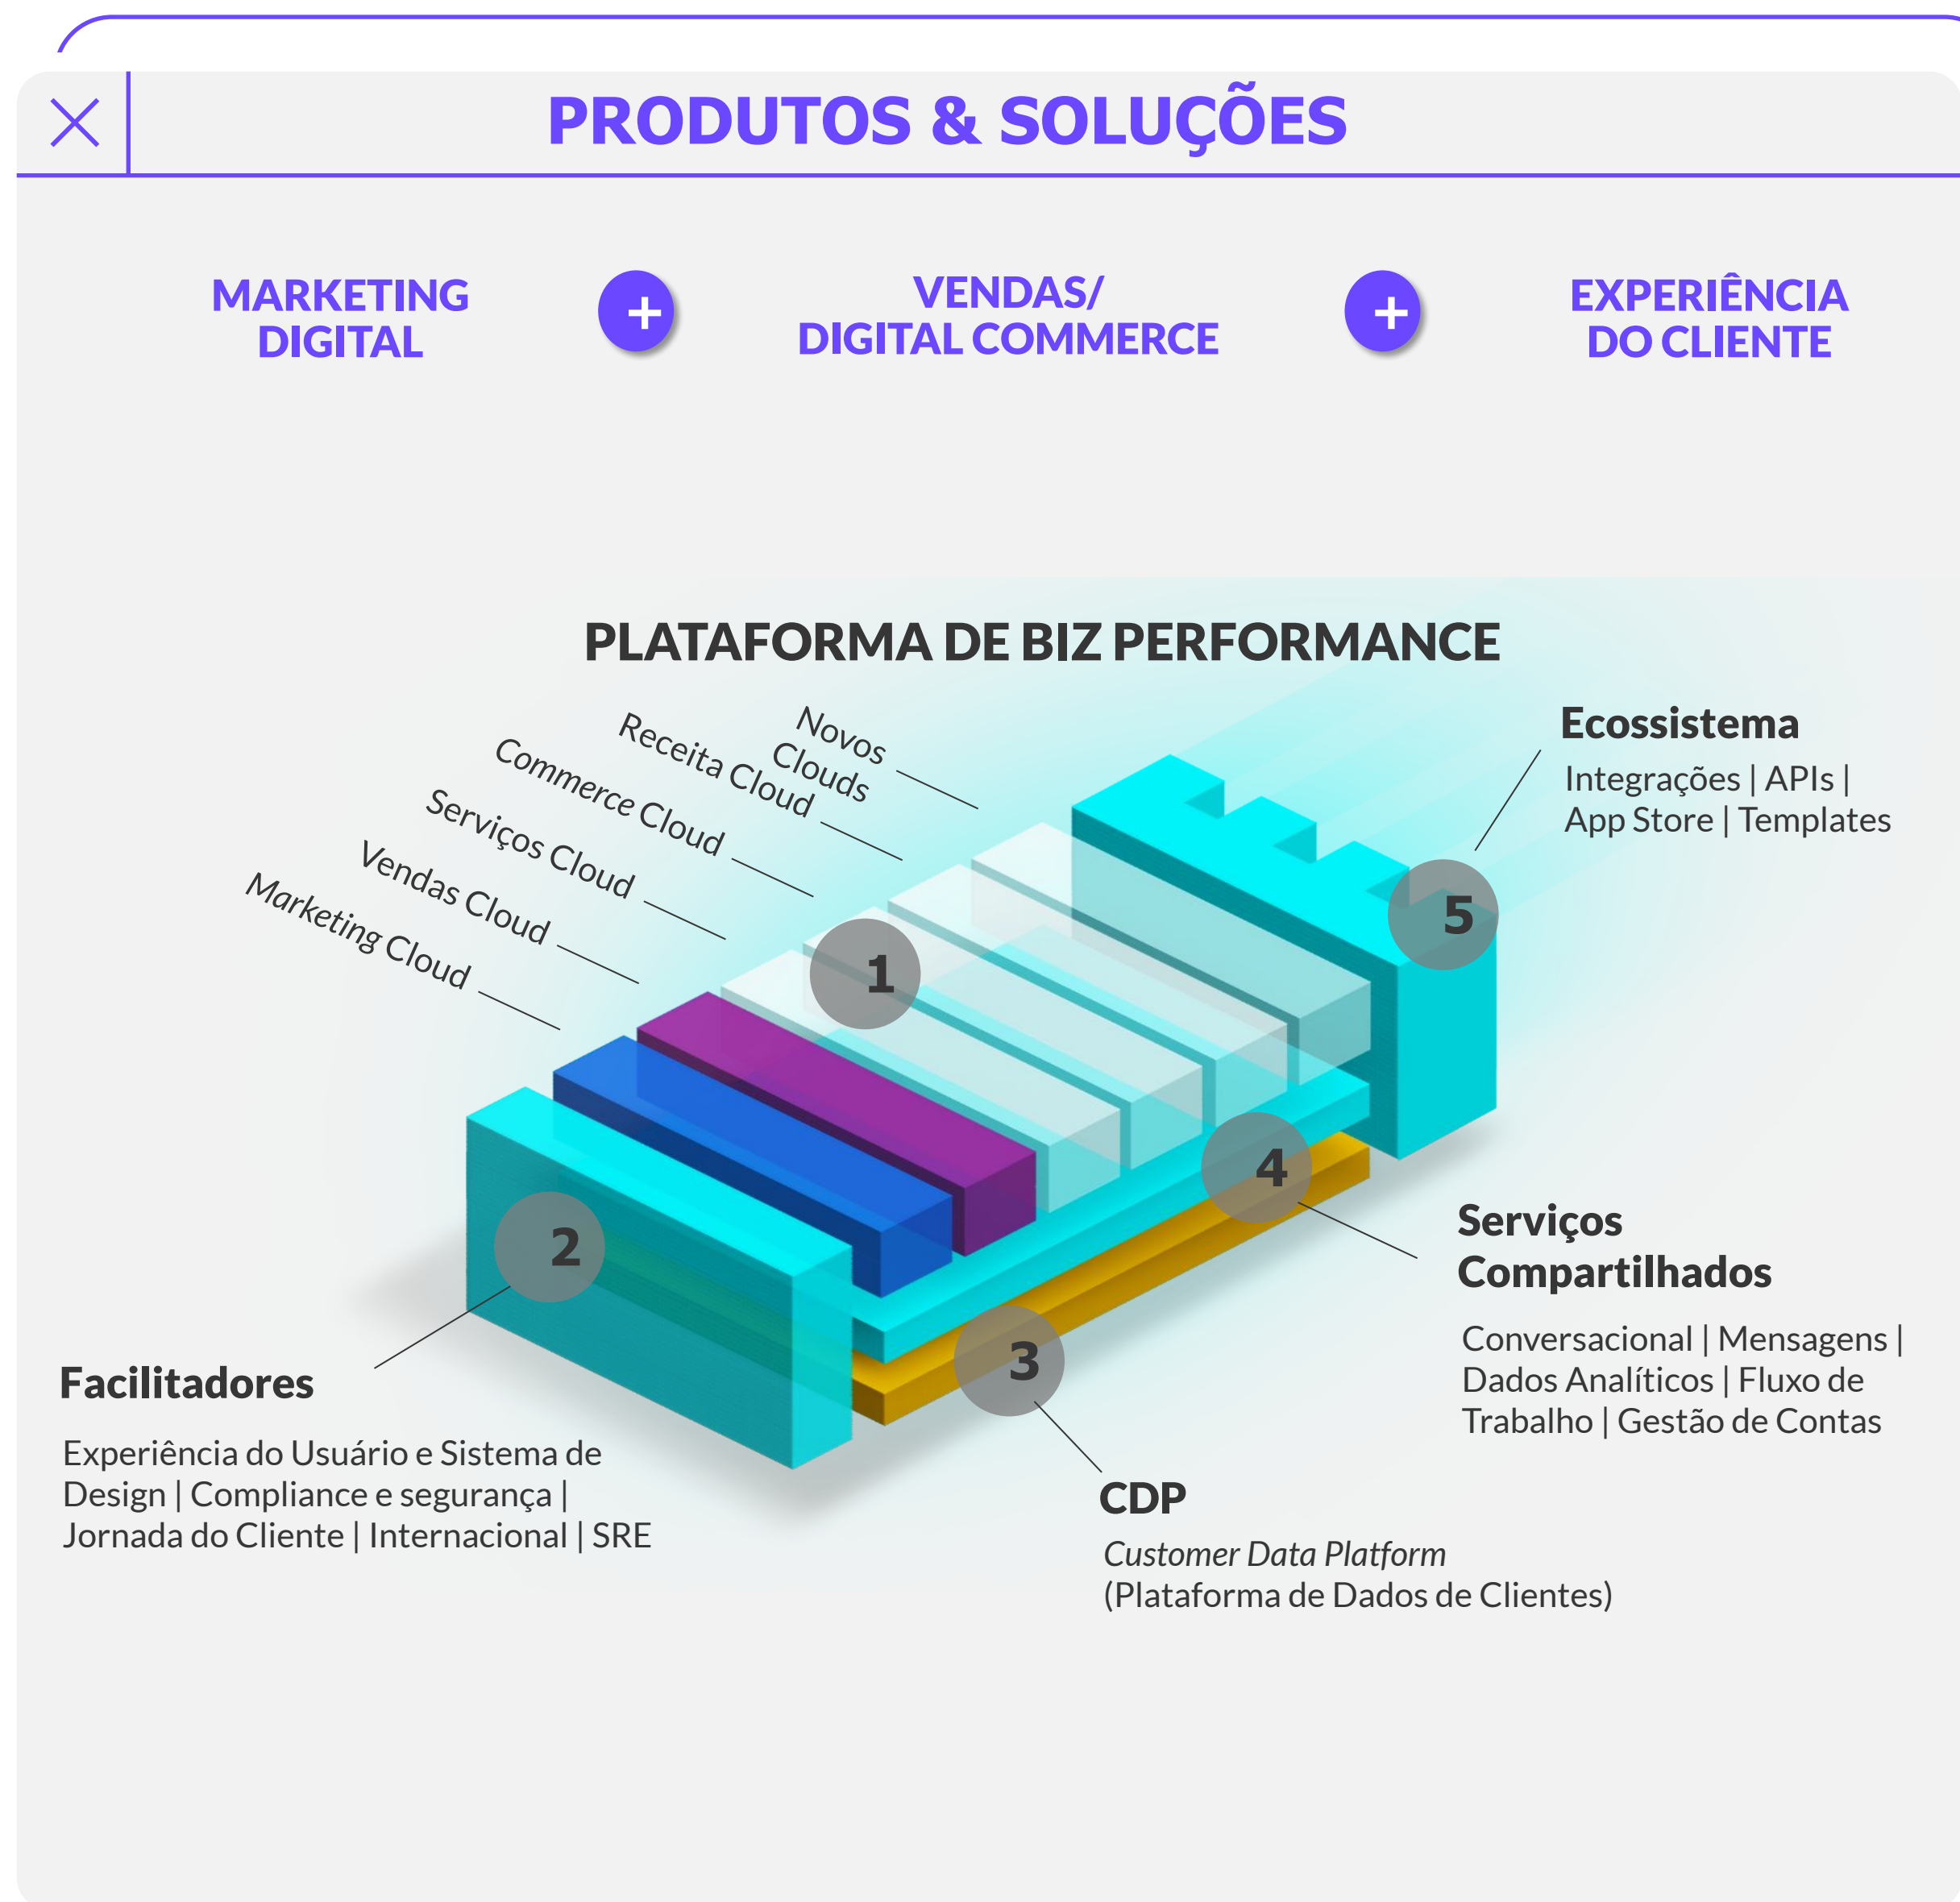 PRODUTOS & SOLUÇÕES
MARKETING
DIGITAL
+
VENDAS/
DIGITAL COMMERCE
+
EXPERIÊNCIA
DO CLIENTE
PLATAFORMA DE BIZ PERFORMANCE
Novos
Clouds
Receita Cloud
Commerce Cloud
Serviços Cloud
Vendas Cloud
Marketing Cloud
Ecossistema
Integrações | APIs |
App Store | Templates
5
1
4
2
3
Serviços
Compartilhados
Conversacional | Mensagens |
Dados Analíticos | Fluxo de
Trabalho | Gestão de Contas
Facilitadores
Experiência do Usuário e Sistema de
Design | Compliance e segurança |
Jornada do Cliente | Internacional | SRE
CDP
Customer Data Platform
(Plataforma de Dados de Clientes)